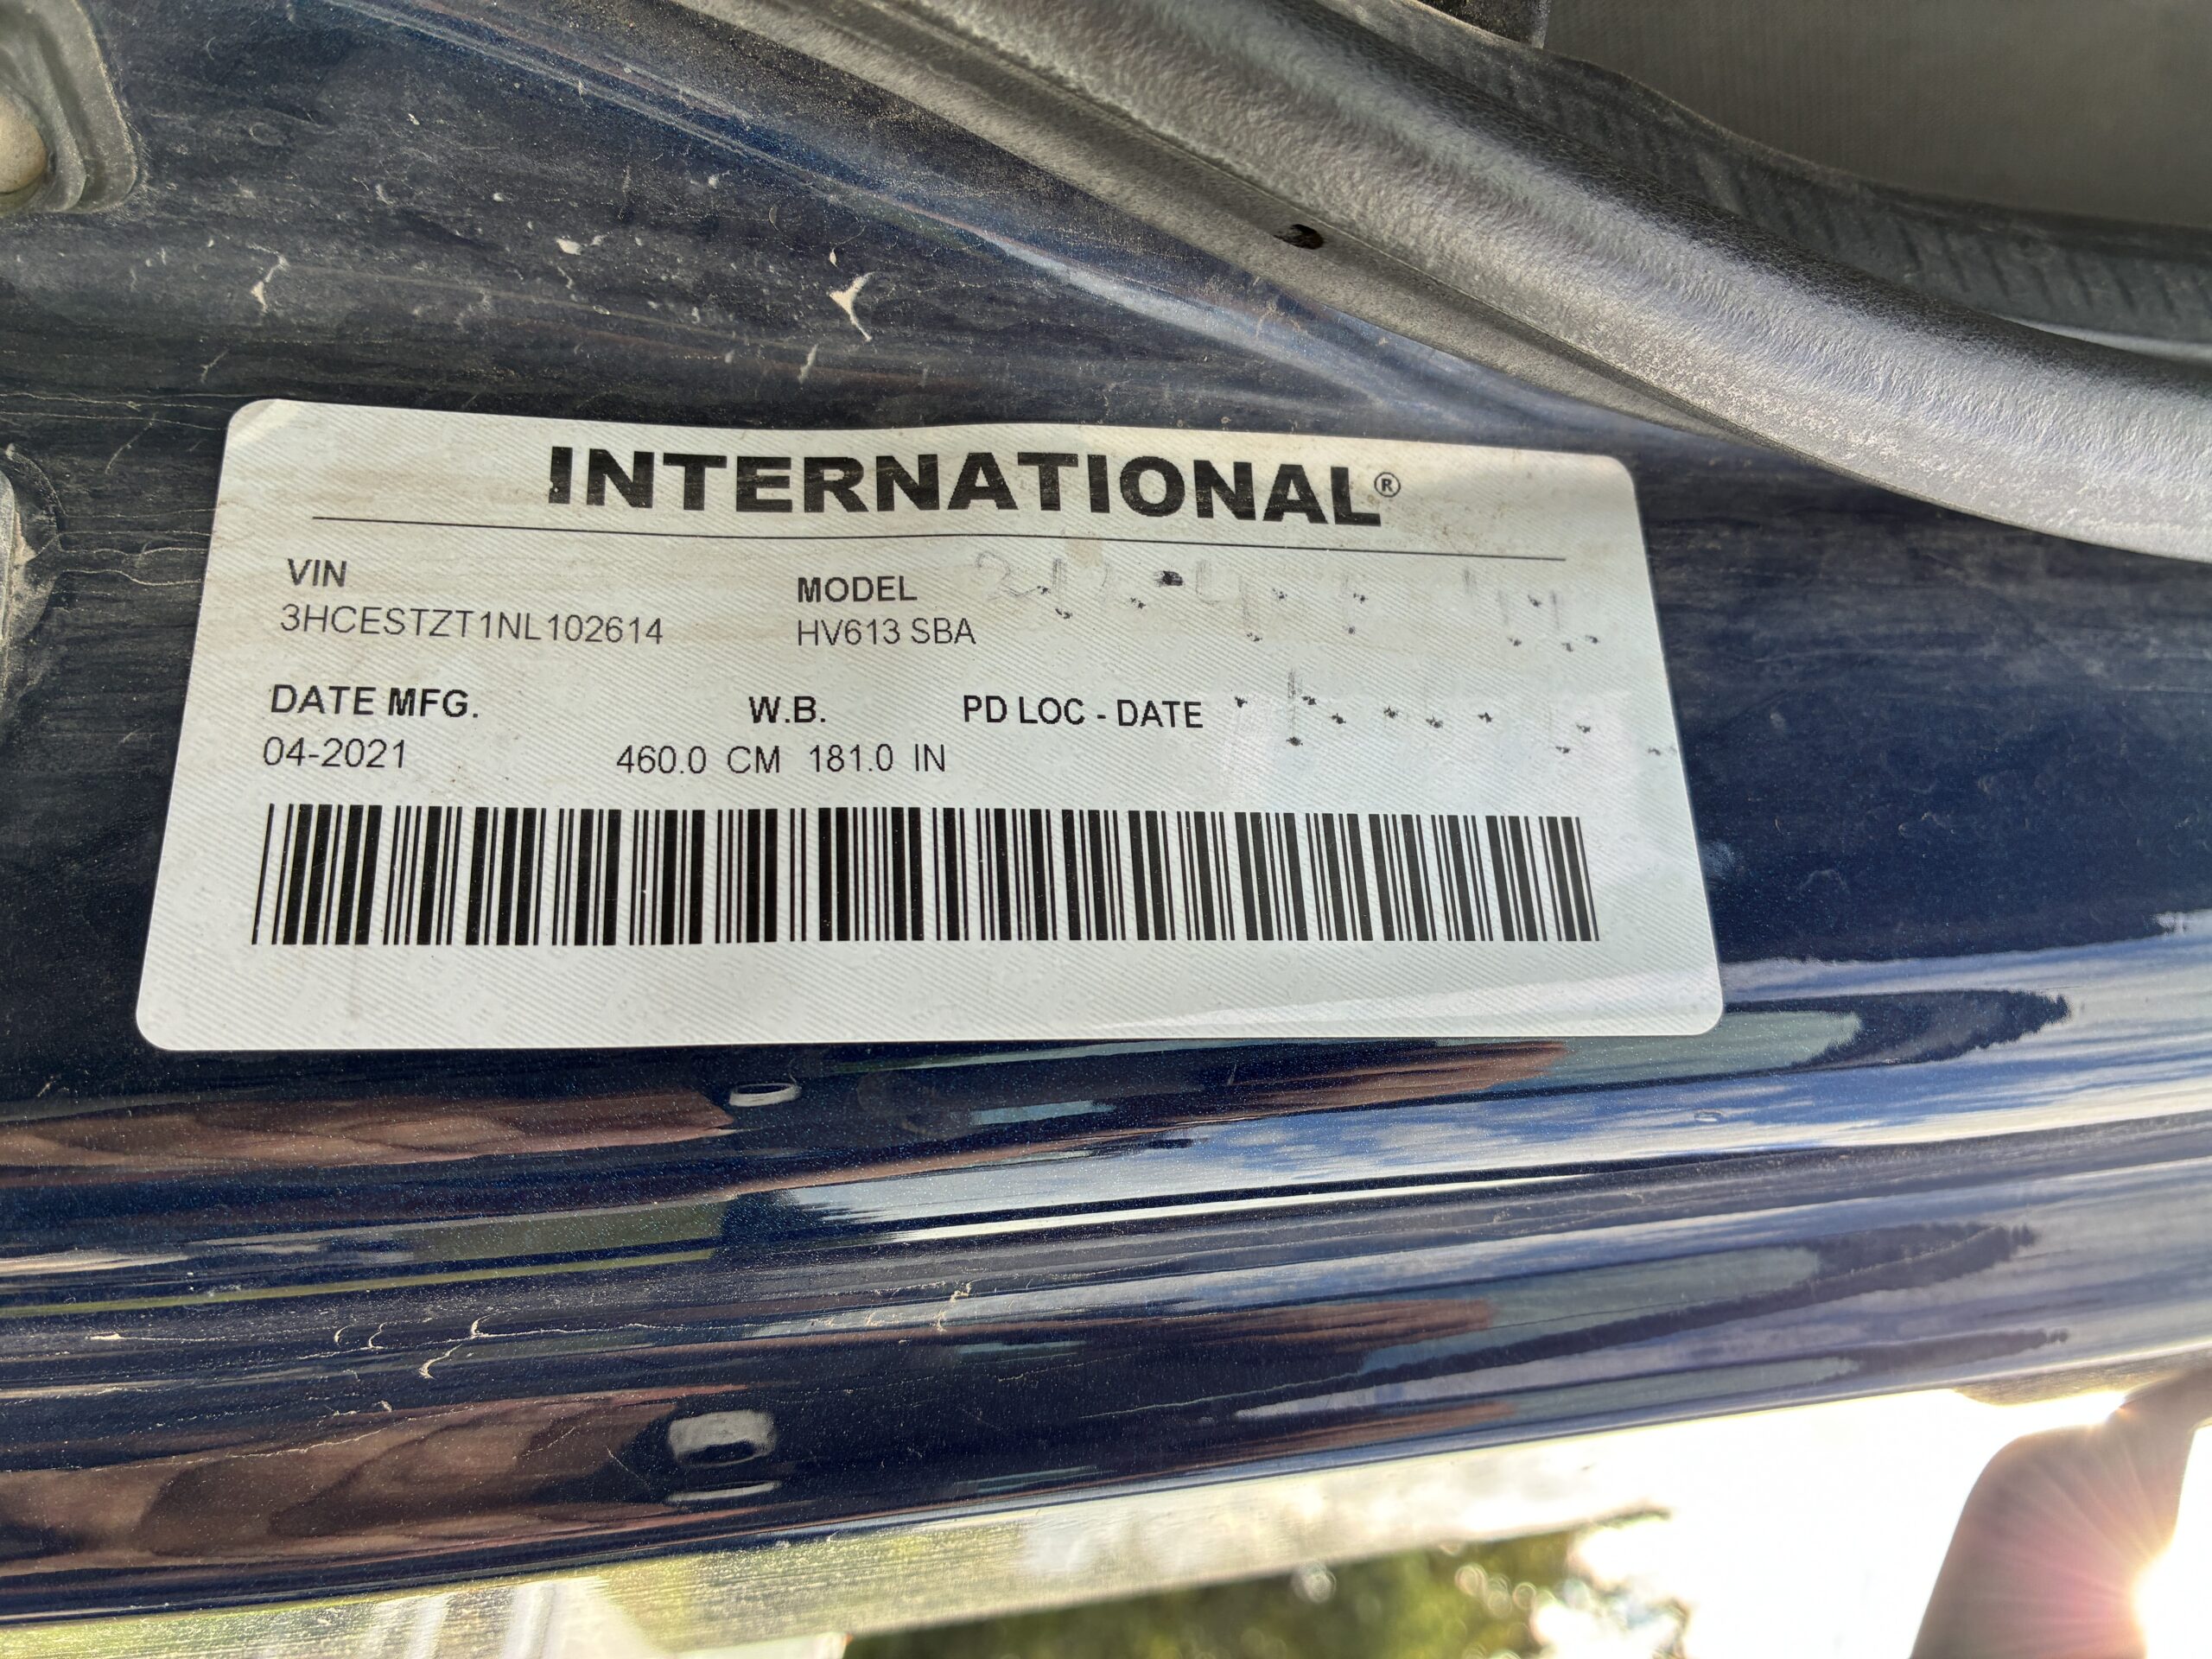 INTERNATIONAL®
VIN MODEL
3HCESTZT1NL102614 HV613 SBA
DATE MFG. W.B. PD LOC - DATE
04-2021 460.0 CM 181.0 IN